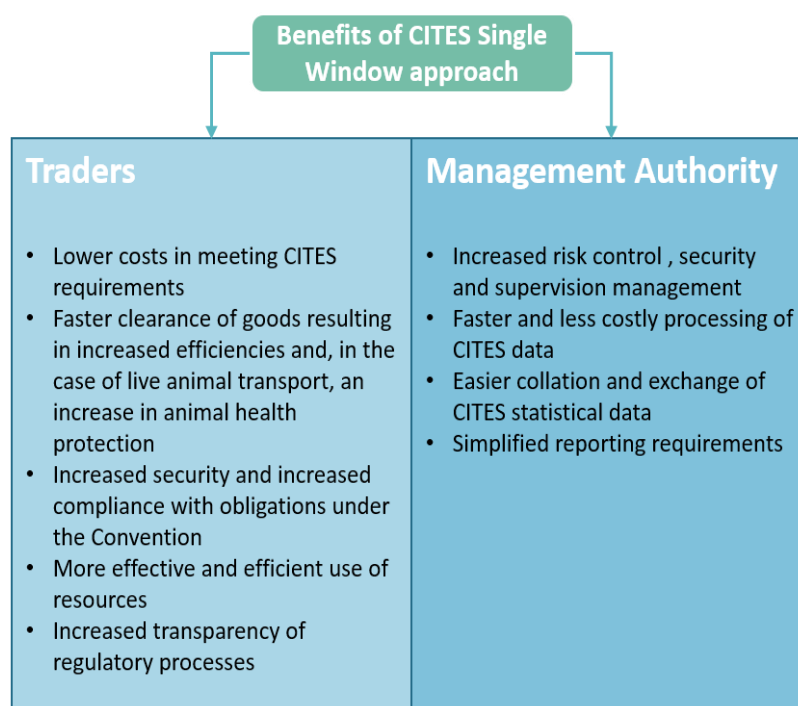 Benefits of CITES Single
Window approach
Traders
• Lower costs in meeting CITES
requirements
• Faster clearance of goods resulting
in increased efficiencies and, in the
case of live animal transport, an
increase in animal health
protection
• Increased security and increased
compliance with obligations under
the Convention
• More effective and efficient use of
resources
• Increased transparency of
regulatory processes
Management Authority
• Increased risk control , security
and supervision management
• Faster and less costly processing of
CITES data
• Easier collation and exchange of
CITES statistical data
• Simplified reporting requirements